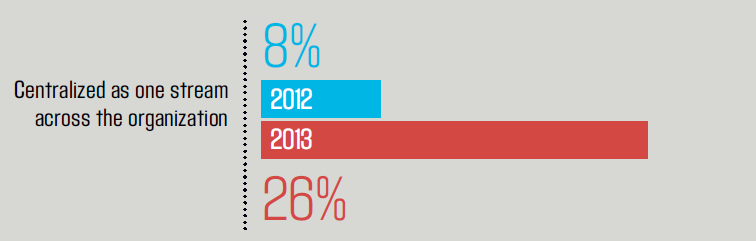 8%
Centralized as one stream
across the organization
2012
2013
26%